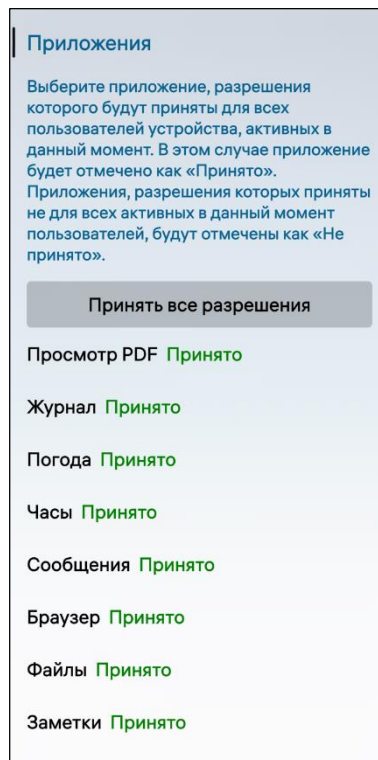 Приложения
Выберите приложение, разрешения
которого будут приняты для всех
пользователей устройства, активных в
данный момент. В этом случае приложение
будет отмечено как «Принято».
Приложения, разрешения которых приняты
не для всех активных в данный момент
пользователей, будут отмечены как «Не
принято».
Принять все разрешения
Просмотр PDF Принято
Журнал Принято
Погода Принято
Часы Принято
Сообщения Принято
Браузер Принято
Файлы Принято
Заметки Принято